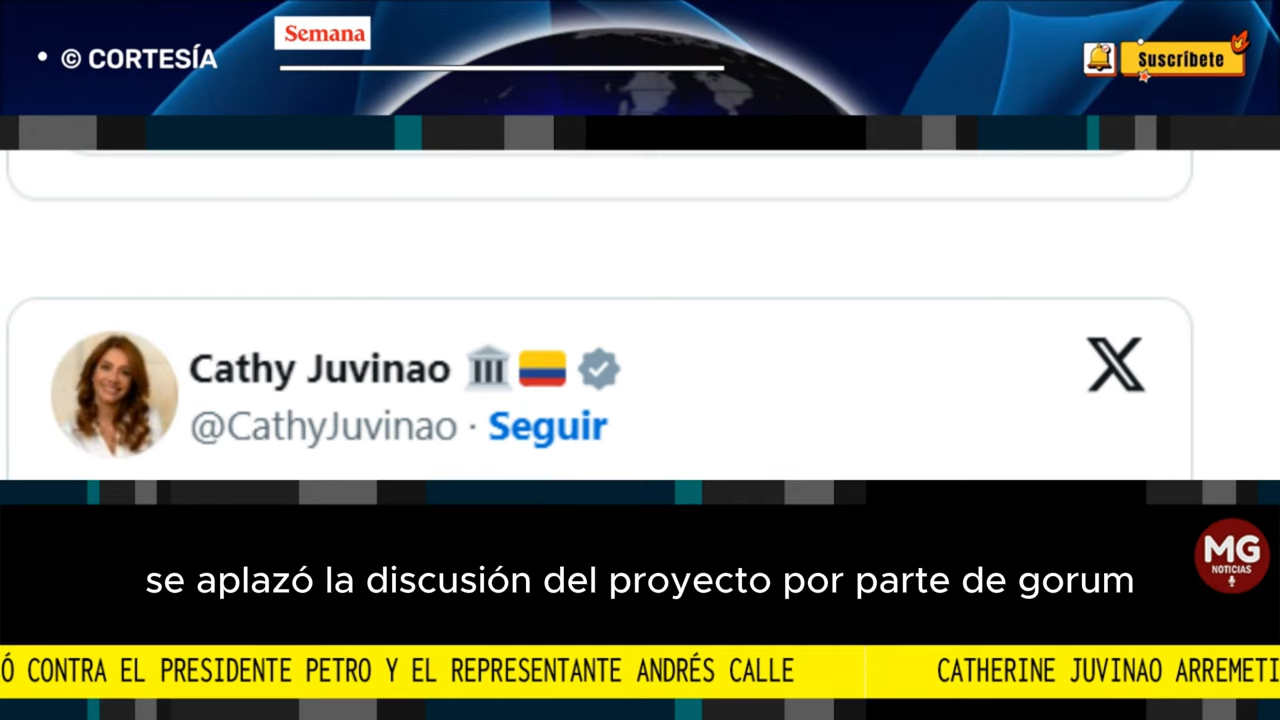 • © CORTESÍA
Semana
Suscríbete
Cathy Juvinao
@CathyJuvinao · Seguir
X
se aplazó la discusión del proyecto por parte de gorum
MG
NOTICIAS
Ó CONTRA EL PRESIDENTE PETRO Y EL REPRESENTANTE ANDRÉS CALLE
CATHERINE JUVINAO ARREMETI